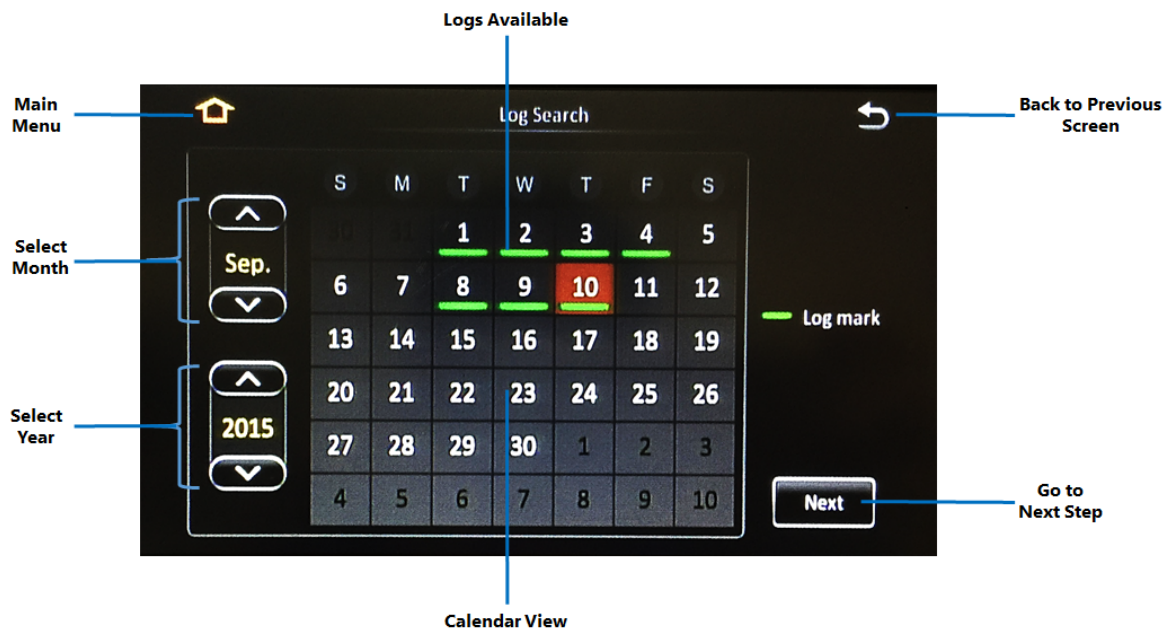 Logs Available
Main
Menu
Log Search
Back to Previous
Screen
S M T W T F S
30 31 1 2 3 4 5
Select
Month
Sep.
6 7 8 9 10 11 12
Log mark
13 14 15 16 17 18 19
20 21 22 23 24 25 26
Select
Year
2015
27 28 29 30 1 2 3
4 5 6 7 8 9 10
Next
Go to
Next Step
Calendar View